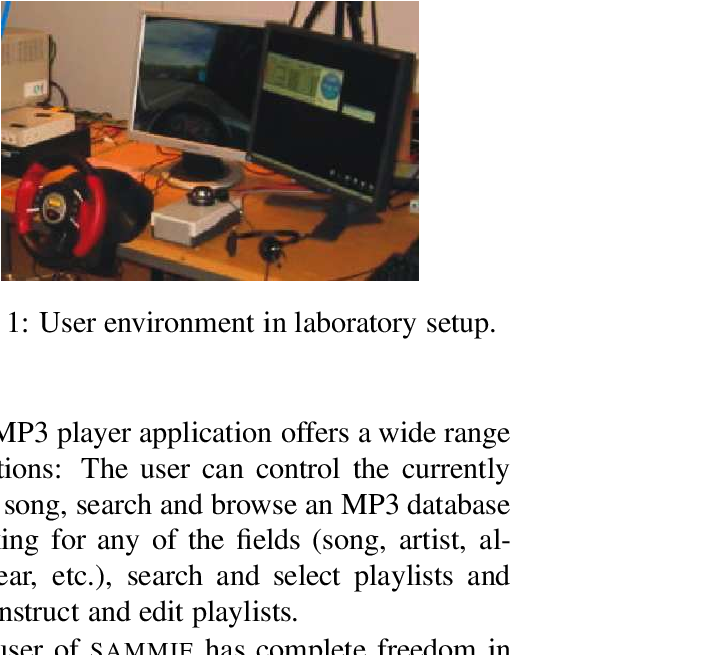 1: User environment in laboratory setup.
MP3 player application offers a wide range
tions: The user can control the currently
song, search and browse an MP3 database
ing for any of the fields (song, artist, al-
ear, etc.), search and select playlists and
nstruct and edit playlists.
user of SAMMIE has complete freedom in